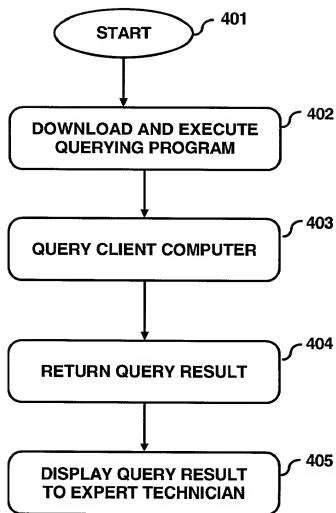 START
401
DOWNLOAD AND EXECUTE
QUERYING PROGRAM
402
QUERY CLIENT COMPUTER
403
RETURN QUERY RESULT
404
DISPLAY QUERY RESULT
TO EXPERT TECHNICIAN
405